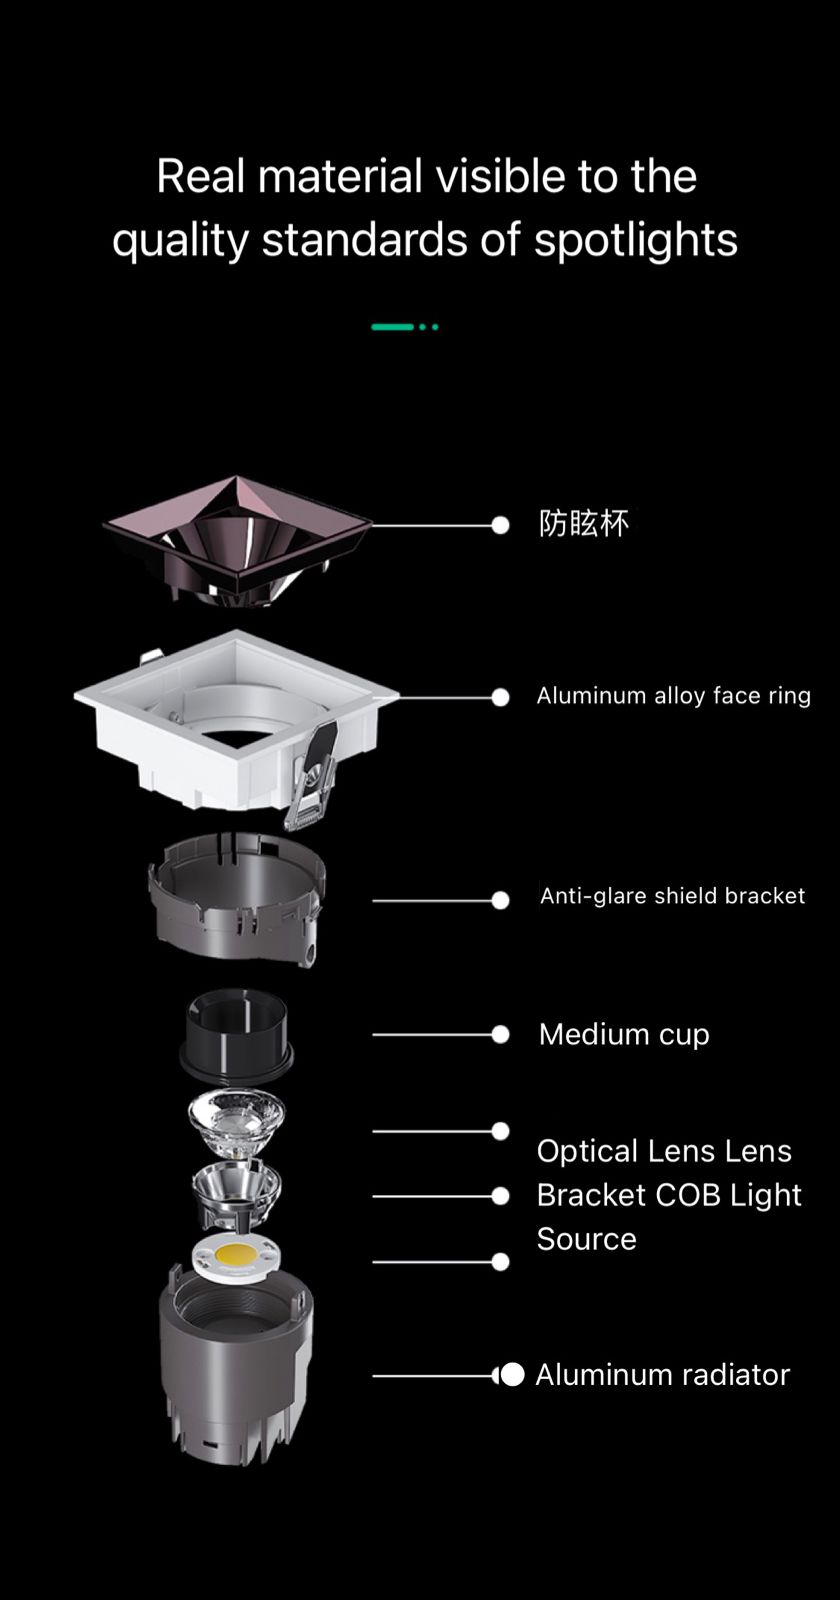 Real material visible to the
quality standards of spotlights
防眩杯
Aluminum alloy face ring
Anti-glare shield bracket
Medium cup
Optical Lens Lens
Bracket COB Light
Source
Aluminum radiator